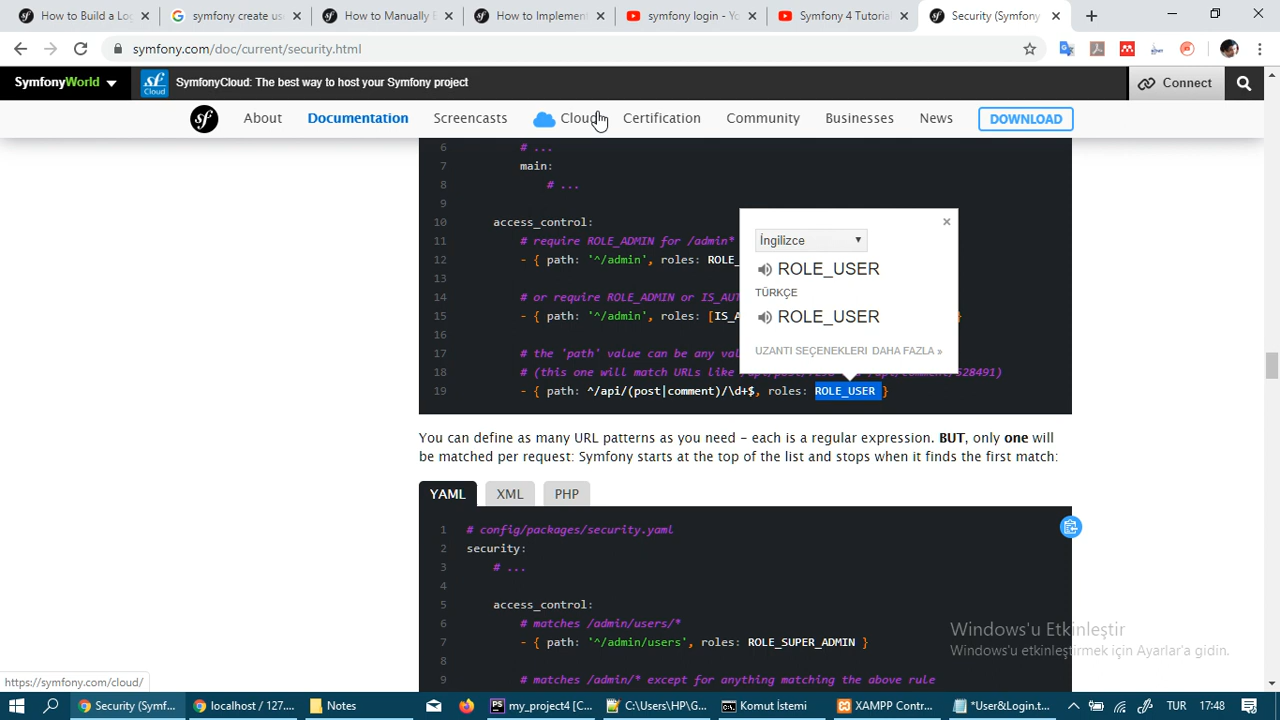 How to Build a Lo
symfony create us
How to Manually E
How to Implemen
symfony login - Yo
Symfony 4 Tutoria
Security (Symfony
symfony.com/doc/current/security.html
SymfonyWorld
sf Cloud
SymfonyCloud: The best way to host your Symfony project
Connect
sf
About
Documentation
Screencasts
Cloud
Certification
Community
Businesses
News
DOWNLOAD
6 # ...
7 main:
8 # ...
9
10 access_control:
11 # require ROLE_ADMIN for /admin*
12 - { path: '^/admin', roles: ROLE_
13
14 # or require ROLE_ADMIN or IS_AUT
15 - { path: '^/admin', roles: [IS_A }
16
17 # the 'path' value can be any val
18 # (this one will match URLs like
19 - { path: ^/api/(post|comment)/\d+$, roles: ROLE_USER }
İngilizce
ROLE_USER
TÜRKÇE
ROLE_USER
UZANTI SEÇENEKLERI DAHA FAZLA »
You can define as many URL patterns as you need – each is a regular expression. BUT, only one will
be matched per request: Symfony starts at the top of the list and stops when it finds the first match:
YAML
XML
PHP
1 # config/packages/security.yaml
2 security:
3 # ...
4
5 access_control:
6 # matches /admin/users/*
7 - { path: '^/admin/users', roles: ROLE_SUPER_ADMIN }
8
9 # matches /admin/* except for anything matching the above rule
Windows'u Etkinleştir
Windows'u etkinleştirmek için Ayarlar'a gidin.
https://symfony.com/cloud/
Security (Symf...
localhost / 127....
Notes
my_project4 [C...
C:\Users\HP\G...
Komut İstemi
XAMPP Contr...
*User&Login.t...
TUR
17:48